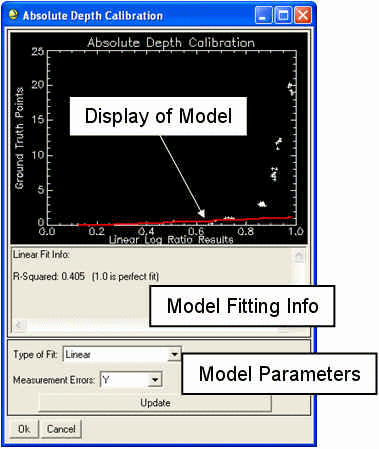 Absolute Depth Calibration
Absolute Depth Calibration
25
20
15
10
5
0
Ground Truth Points
Display of Model
0.0 0.2 0.4 0.6 0.8 1.0
Linear Log Ratio Results
Linear Fit Info:
R-Squared: 0.405 (1.0 is perfect fit)
Model Fitting Info
Type of Fit: Linear
Model Parameters
Measurement Errors: Y
Update
Ok Cancel